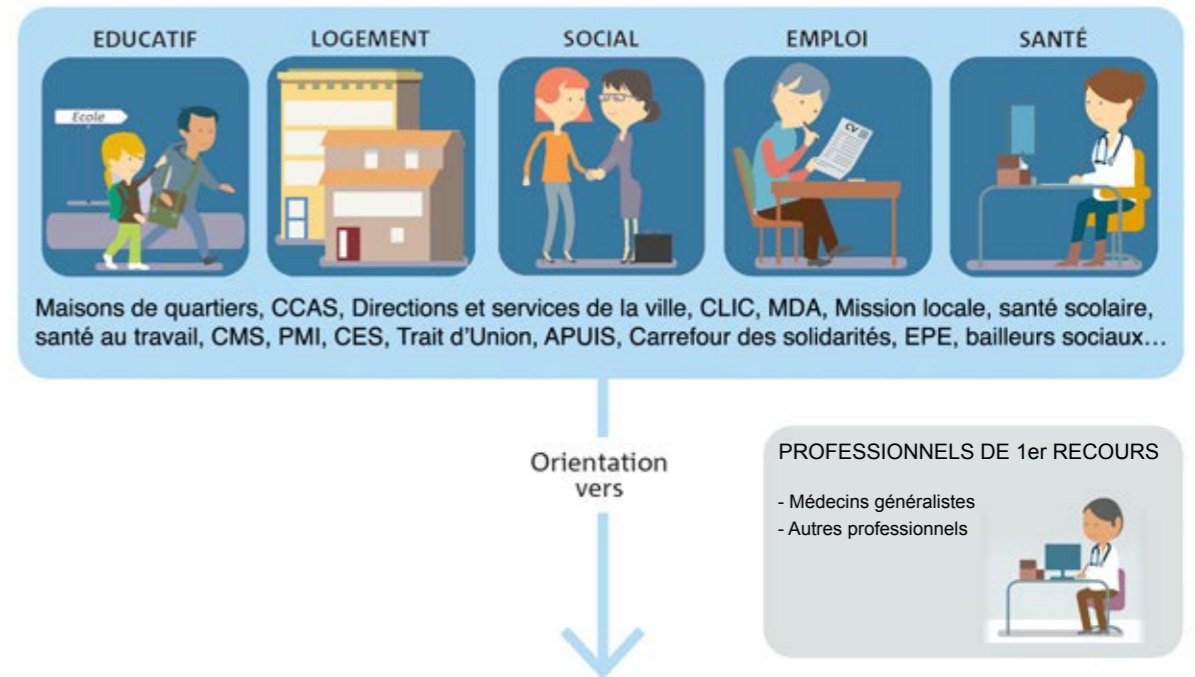 EDUCATIF
LOGEMENT
SOCIAL
EMPLOI
SANTÉ
Ecole
CV
Maisons de quartiers, CCAS, Directions et services de la ville, CLIC, MDA, Mission locale, santé scolaire,
santé au travail, CMS, PMI, CES, Trait d'Union, APUIS, Carrefour des solidarités, EPE, bailleurs sociaux...
Orientation
vers
PROFESSIONNELS DE 1er RECOURS
- Médecins généralistes
- Autres professionnels